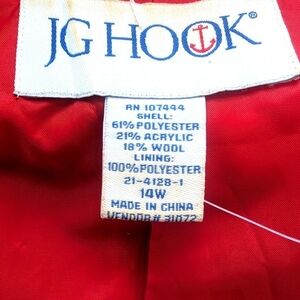 JG HOOK®
RN 107444
SHELL:
61% POLYESTER
21% ACRYLIC
18% WOOL
LINING:
100% POLYESTER
21-4128-1
14W
MADE IN CHINA
VENDOR # 31072